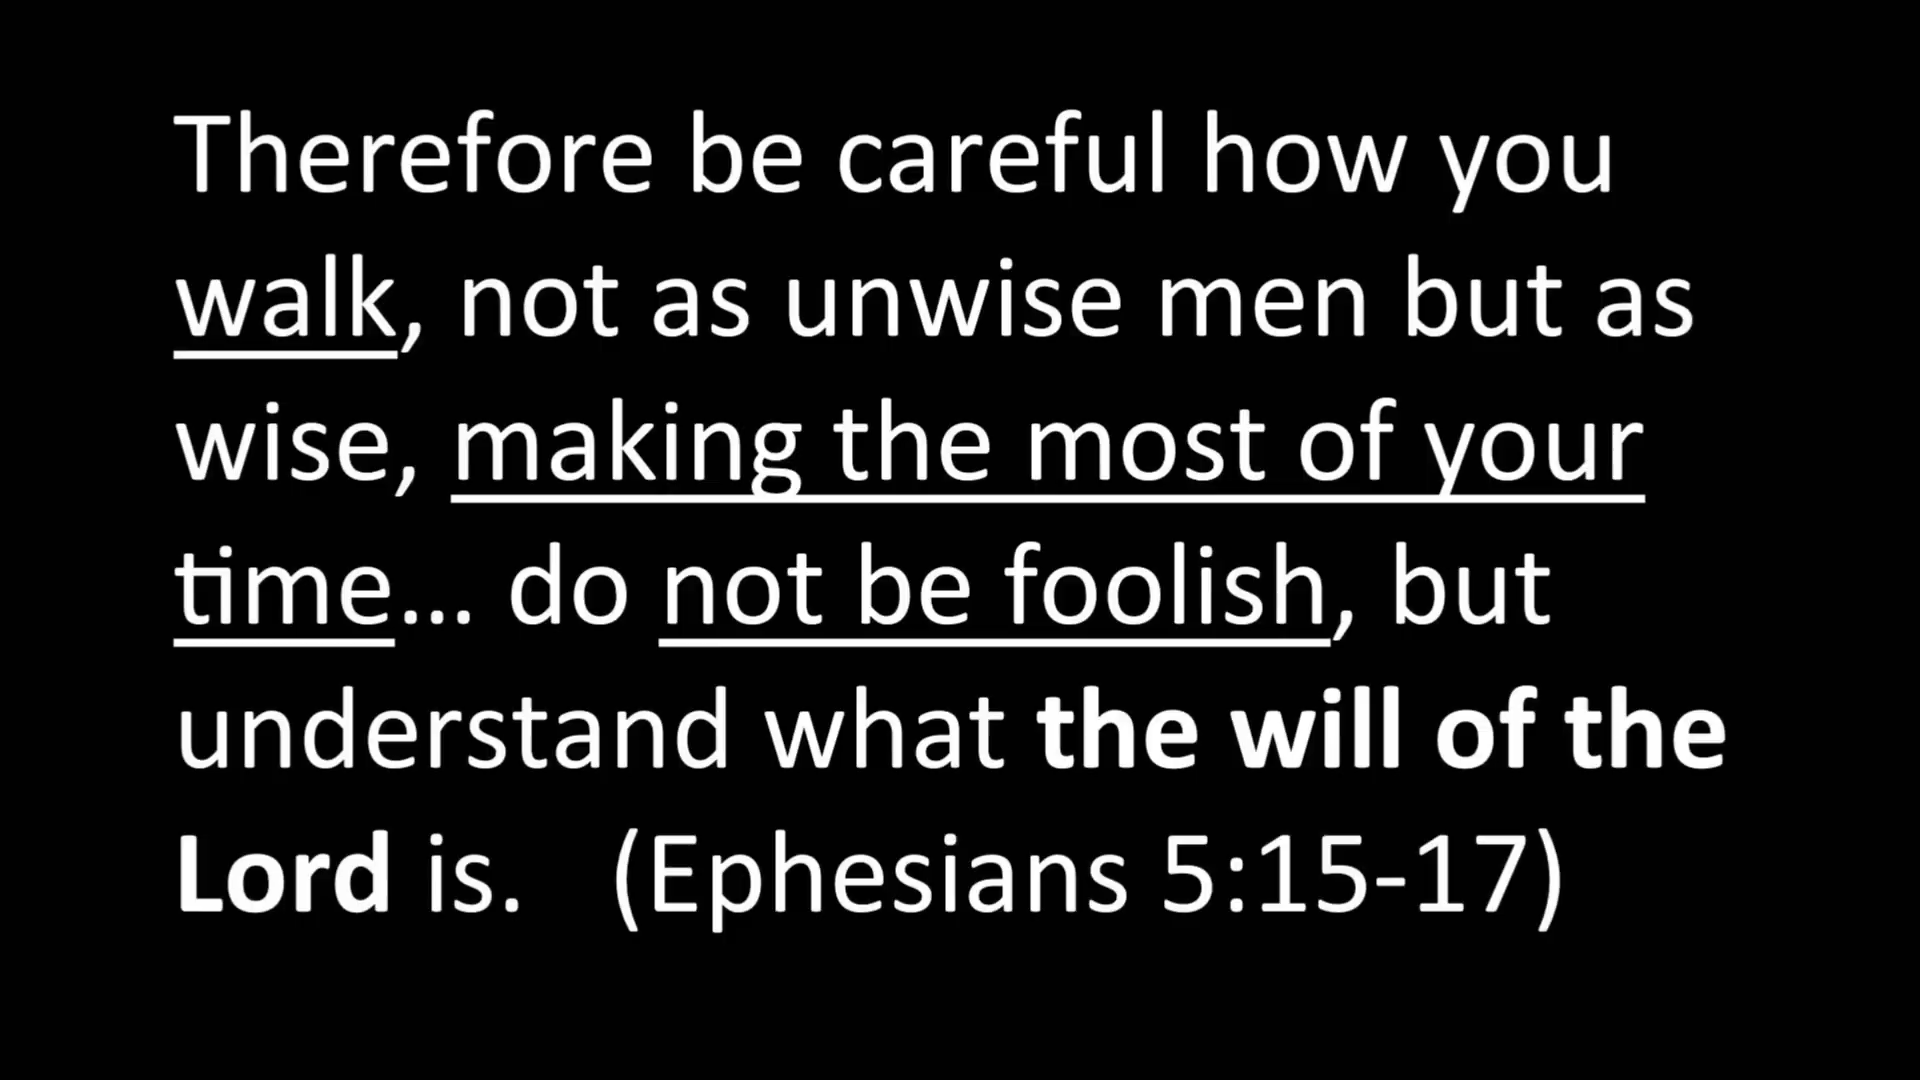 Therefore be careful how you
walk, not as unwise men but as
wise, making the most of your
time... do not be foolish, but
understand what the will of the
Lord is. (Ephesians 5:15-17)